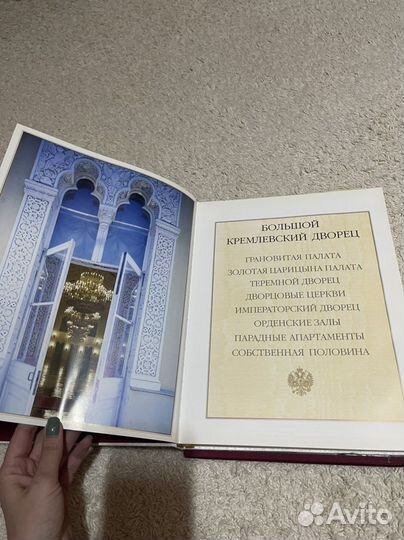 БОЛЬШОЙ
КРЕМЛЕВСКИЙ ДВОРЕЦ
ГРАНОВИТАЯ ПАЛАТА
ЗОЛОТАЯ ЦАРИЦЫНА ПАЛАТА
ТЕРЕМНОЙ ДВОРЕЦ
ДВОРЦОВЫЕ ЦЕРКВИ
ИМПЕРАТОРСКИЙ ДВОРЕЦ
ОРДЕНСКИЕ ЗАЛЫ
ПАРАДНЫЕ АПАРТАМЕНТЫ
СОБСТВЕННАЯ ПОЛОВИНА
Avito